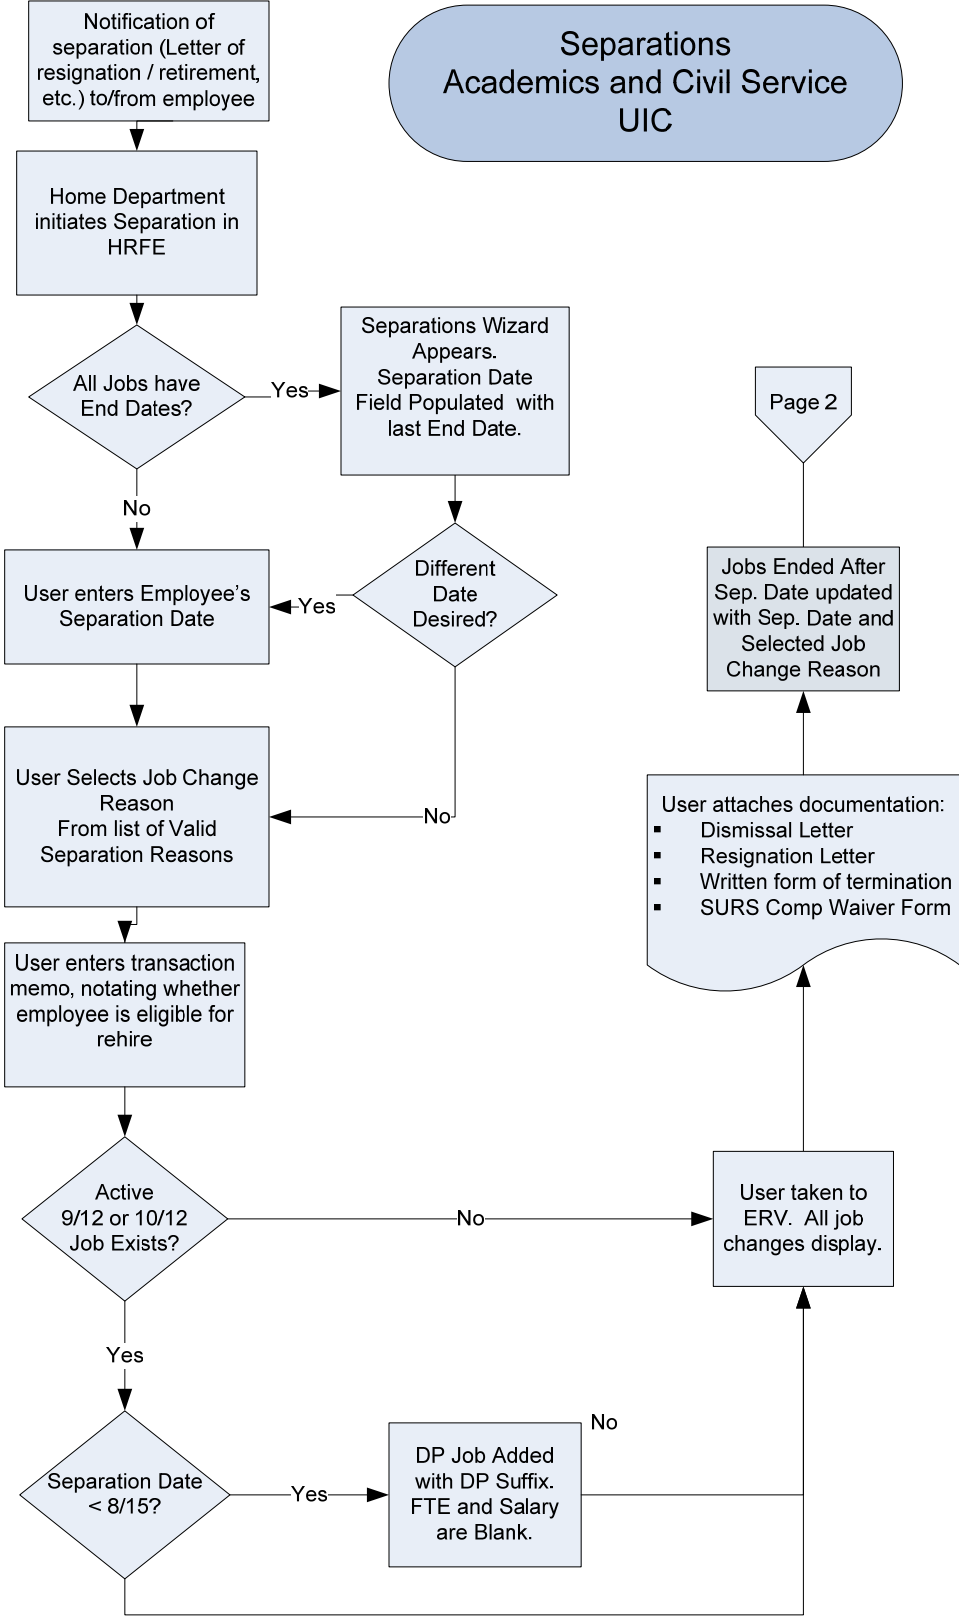 Separations
Academics and Civil Service
UIC
Notification of
separation (Letter of
resignation / retirement,
etc.) to/from employee
Home Department
initiates Separation in
HRFE
All Jobs have
End Dates?
Yes
Separations Wizard
Appears.
Separation Date
Field Populated with
last End Date.
No
Different
Date
Desired?
Yes
No
User enters Employee's
Separation Date
User Selects Job Change
Reason
From list of Valid
Separation Reasons
User enters transaction
memo, notating whether
employee is eligible for
rehire
Active
9/12 or 10/12
Job Exists?
No
Yes
Separation Date
< 8/15?
Yes
DP Job Added
with DP Suffix.
FTE and Salary
are Blank.
No
User taken to
ERV. All job
changes display.
User attaches documentation:
▪ Dismissal Letter
▪ Resignation Letter
▪ Written form of termination
▪ SURS Comp Waiver Form
Jobs Ended After
Sep. Date updated
with Sep. Date and
Selected Job
Change Reason
Page 2